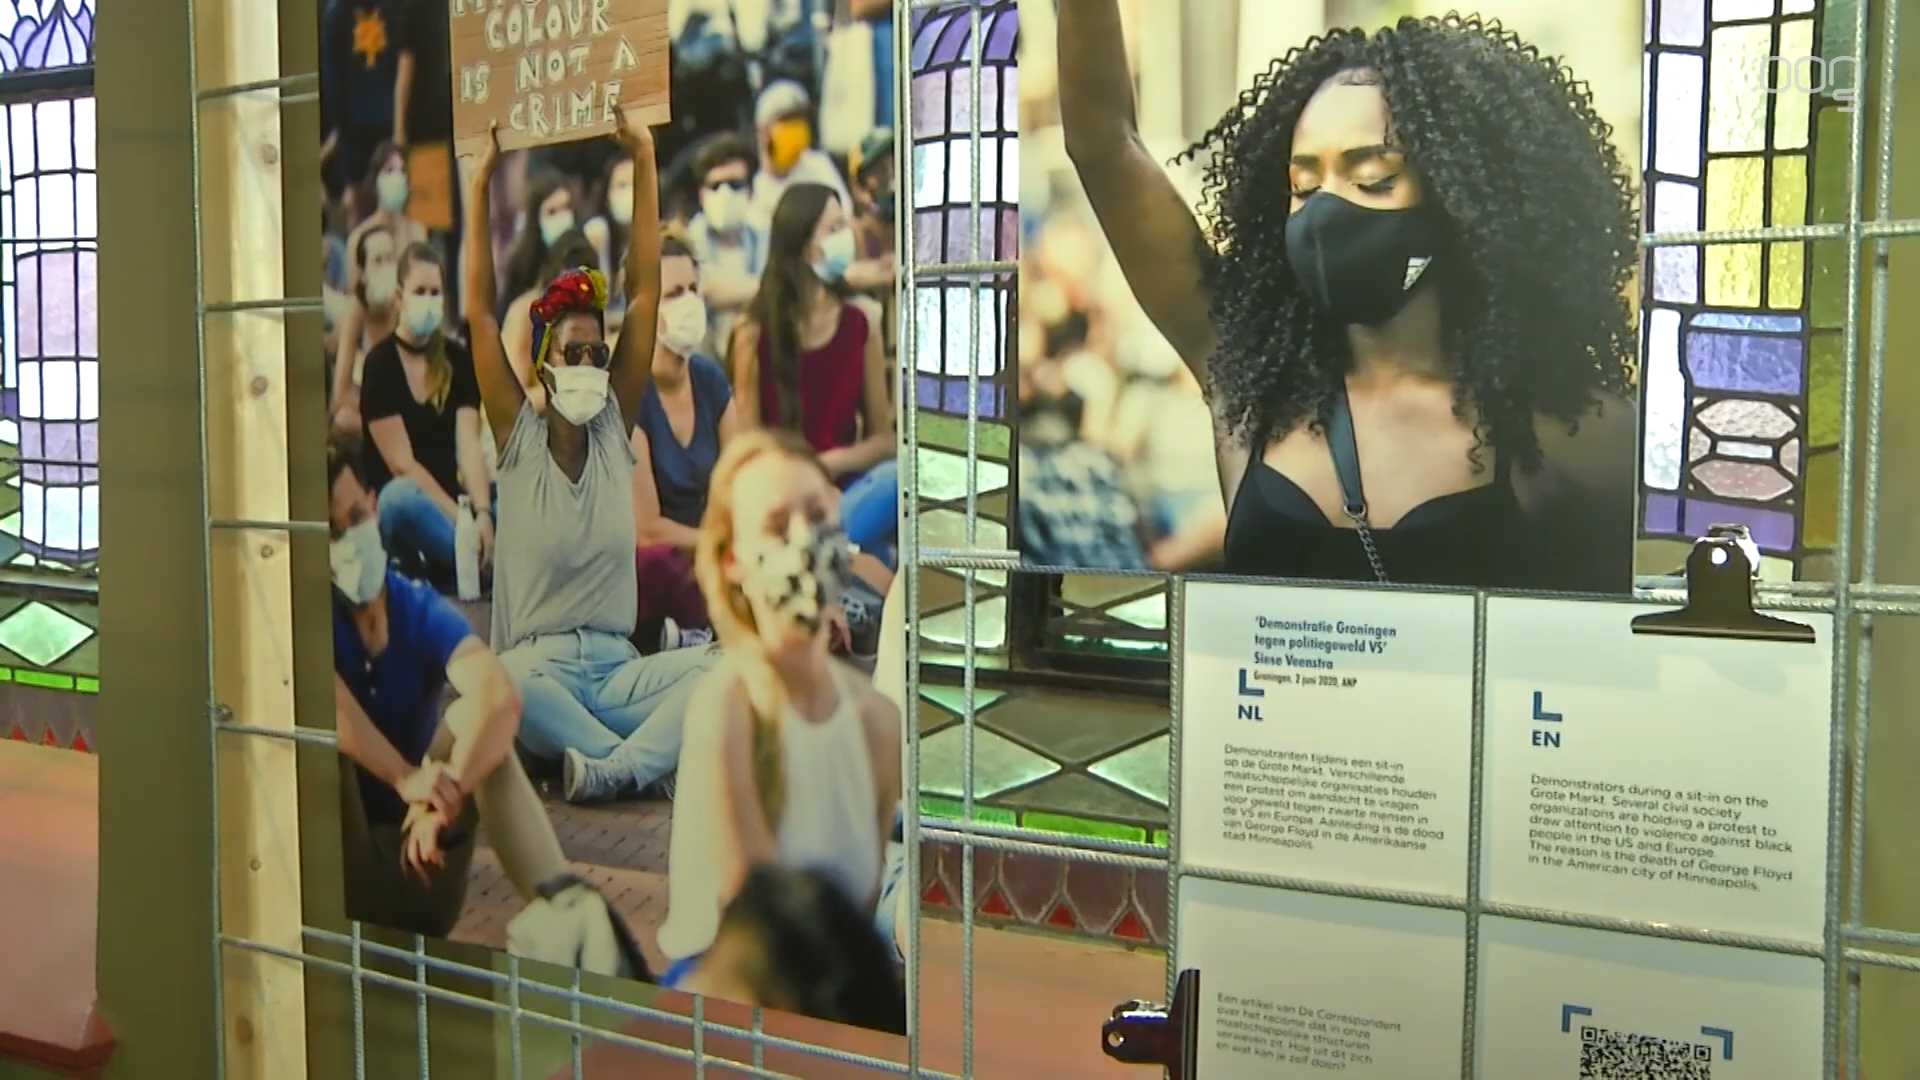 COLOUR
IS NOT A
CRIME
oog
'Demonstratie Groningen
tegen politiegeweld VS'
Siese Veenstra
Groningen, 2 juni 2020, ANP
NL
Demonstranten tijdens een sit-in
op de Grote Markt. Verschillende
maatschappelijke organisaties houden
een protest om aandacht te vragen
voor geweld tegen zwarte mensen in
de VS en Europa. Aanleiding is de dood
van George Floyd in de Amerikaanse
stad Minneapolis.
EN
Demonstrators during a sit-in on the
Grote Markt. Several civil society
organizations are holding a protest to
draw attention to violence against black
people in the US and Europe.
The reason is the death of George Floyd
in the American city of Minneapolis.
Een artikel van De Correspondent
over het racisme dat in onze
maatschappelijke structuren
verweven zit. Hoe uit dit zich
en wat kan je zelf doen?